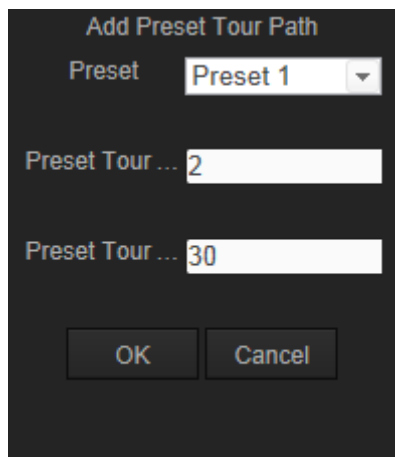 Add Preset Tour Path
Preset Preset 1
Preset Tour ... 2
Preset Tour ... 30
OK Cancel